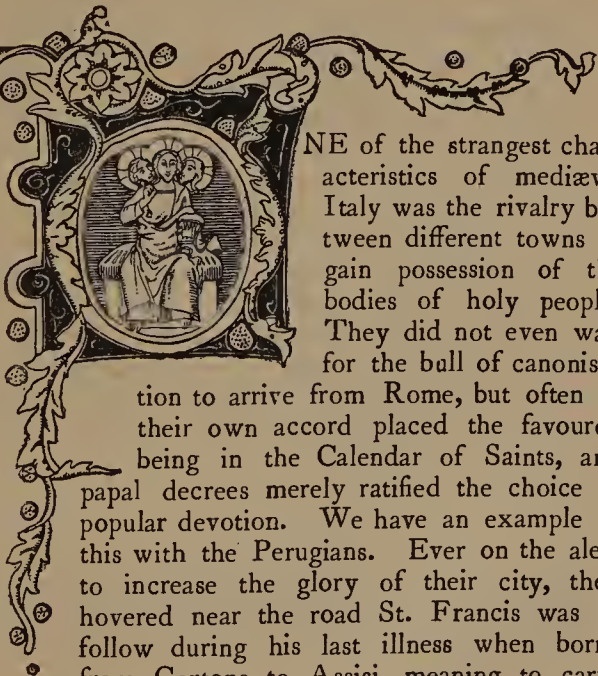 ONE of the strangest cha
acteristics of mediæv
Italy was the rivalry b
tween different towns
gain possession of t
bodies of holy peopl
They did not even wa
for the bull of canonis
tion to arrive from Rome, but often
their own accord placed the favoure
being in the Calendar of Saints, an
papal decrees merely ratified the choice
popular devotion. We have an example
this with the Perugians. Ever on the ale
to increase the glory of their city, the
hovered near the road St. Francis was
follow during his last illness when born
from Cortona to Assisi, meaning to carr